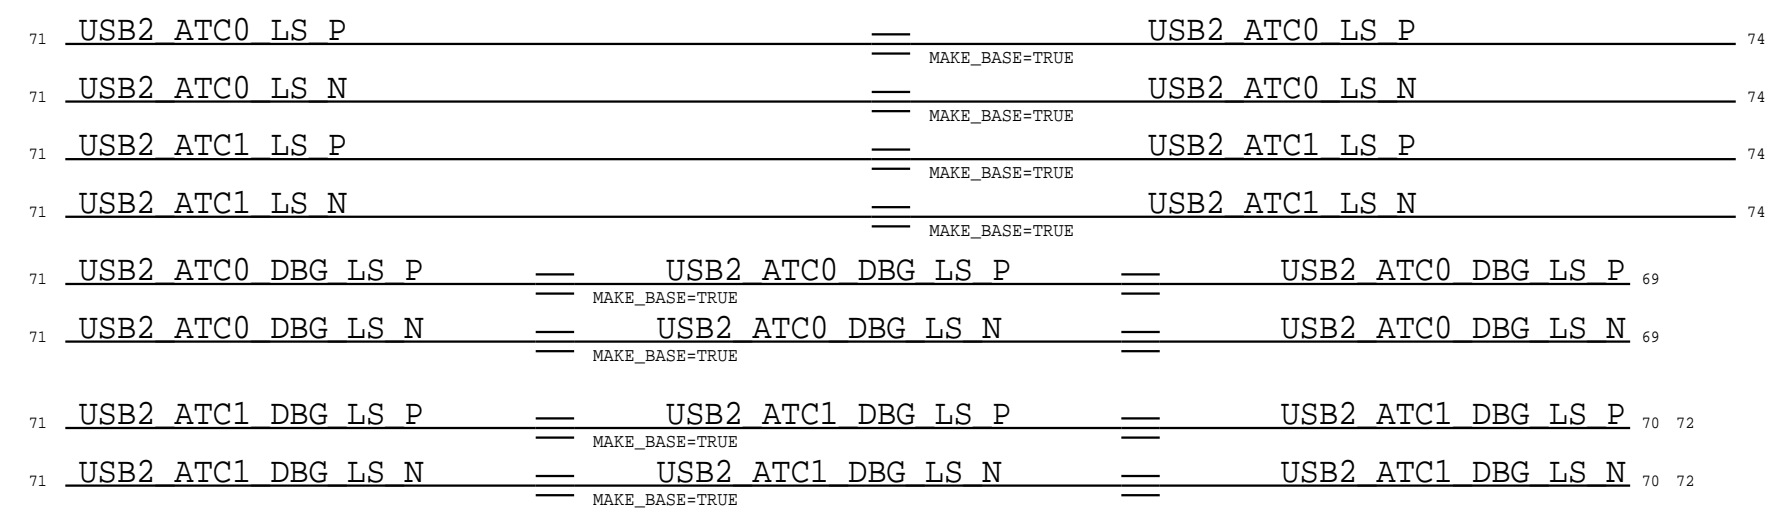 71 USB2_ATC0_LS_P USB2_ATC0_LS_P 74
MAKE_BASE=TRUE
71 USB2_ATC0_LS_N USB2_ATC0_LS_N 74
MAKE_BASE=TRUE
71 USB2_ATC1_LS_P USB2_ATC1_LS_P 74
MAKE_BASE=TRUE
71 USB2_ATC1_LS_N USB2_ATC1_LS_N 74
MAKE_BASE=TRUE
71 USB2_ATC0_DBG_LS_P USB2_ATC0_DBG_LS_P USB2_ATC0_DBG_LS_P 69
MAKE_BASE=TRUE
71 USB2_ATC0_DBG_LS_N USB2_ATC0_DBG_LS_N USB2_ATC0_DBG_LS_N 69
MAKE_BASE=TRUE
71 USB2_ATC1_DBG_LS_P USB2_ATC1_DBG_LS_P USB2_ATC1_DBG_LS_P 70 72
MAKE_BASE=TRUE
71 USB2_ATC1_DBG_LS_N USB2_ATC1_DBG_LS_N USB2_ATC1_DBG_LS_N 70 72
MAKE_BASE=TRUE